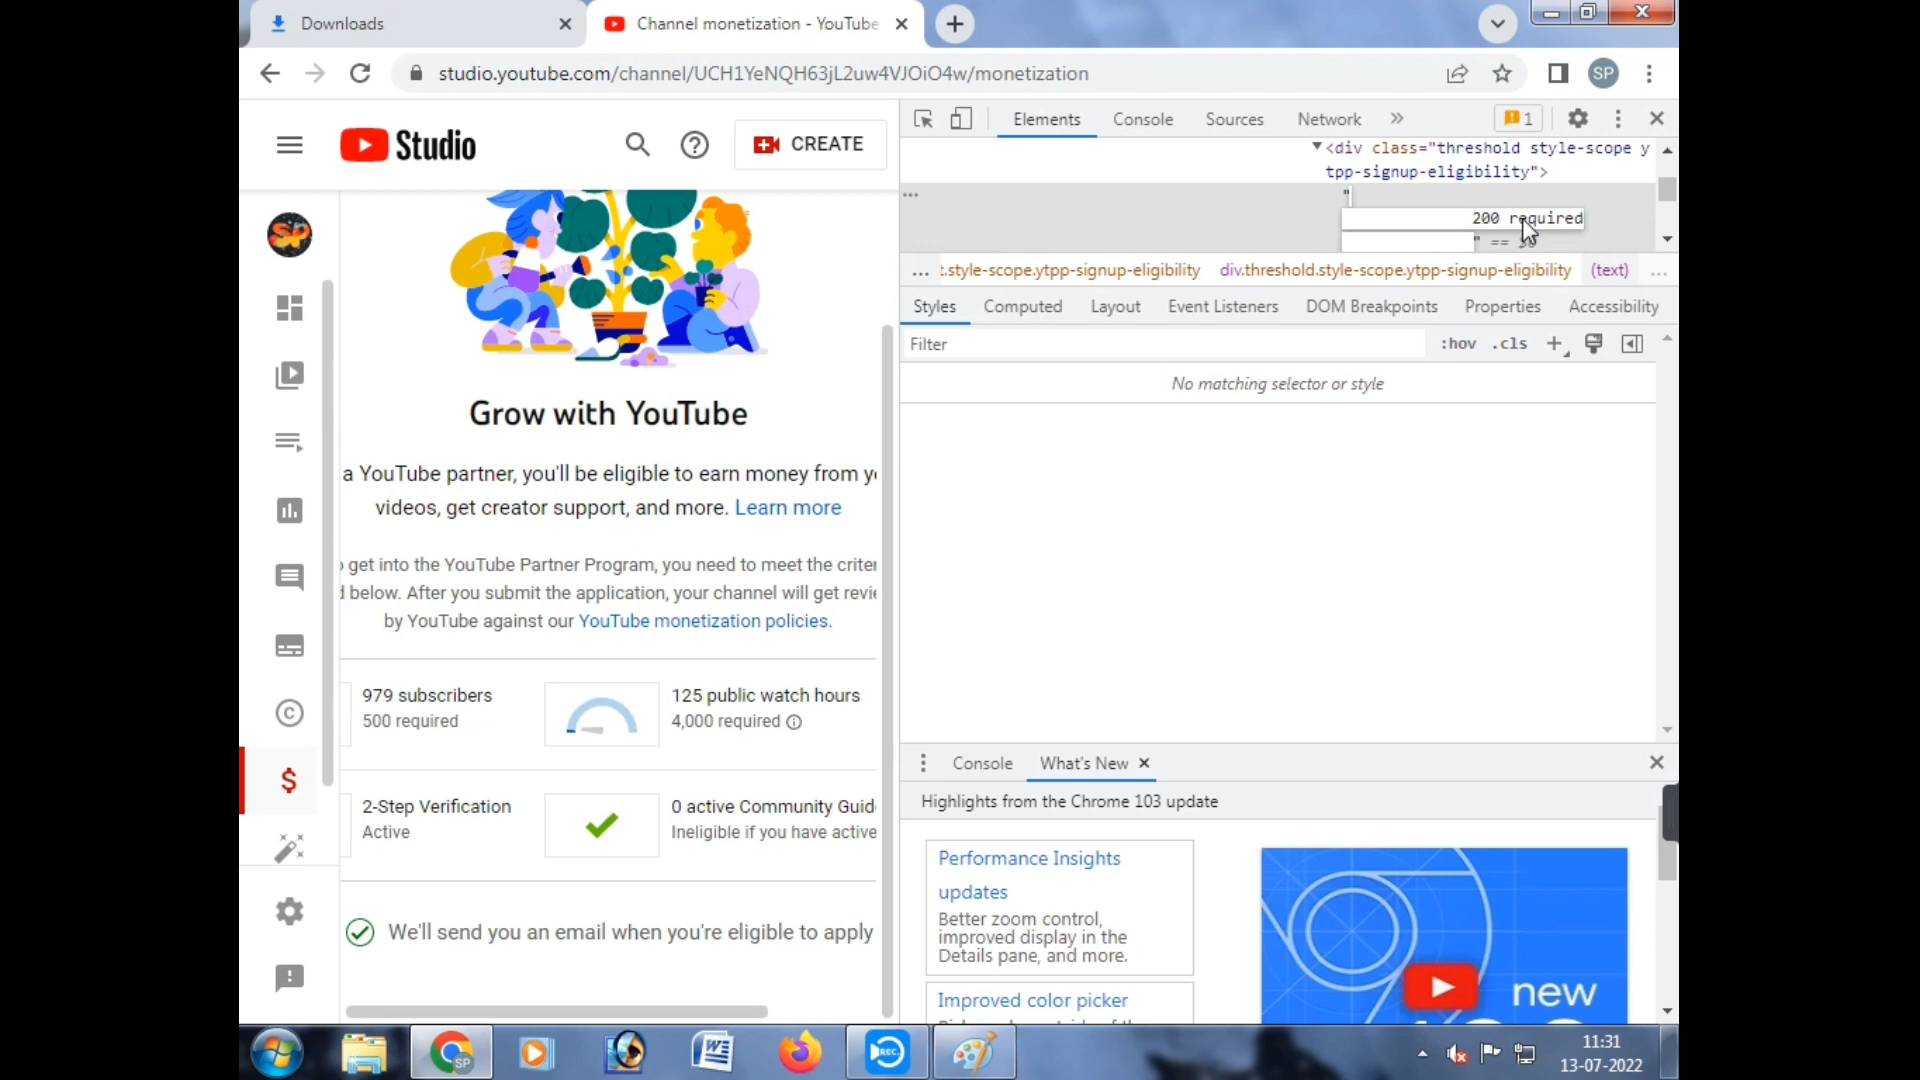 Downloads
Channel monetization - YouTube
studio.youtube.com/channel/UCH1YeNQH63jL2uw4VJOiO4w/monetization
SP
Elements Console Sources Network » 1
Studio
CREATE
<div class="threshold style-scope y
tpp-signup-eligibility">
"
200 required
" ==
... t.style-scope.ytpp-signup-eligibility div.threshold.style-scope.ytpp-signup-eligibility (text) ...
Styles Computed Layout Event Listeners DOM Breakpoints Properties Accessibility
Filter
:hov .cls
No matching selector or style
SP
Grow with YouTube
a YouTube partner, you'll be eligible to earn money from y
videos, get creator support, and more. Learn more
get into the YouTube Partner Program, you need to meet the criter
d below. After you submit the application, your channel will get revie
by YouTube against our YouTube monetization policies.
979 subscribers
500 required
125 public watch hours
4,000 required
2-Step Verification
Active
0 active Community Guid
Ineligible if you have active
We'll send you an email when you're eligible to apply
Console What's New
Highlights from the Chrome 103 update
Performance Insights
updates
Better zoom control,
improved display in the
Details pane, and more.
Improved color picker
new
SP
REC
11:31
13-07-2022